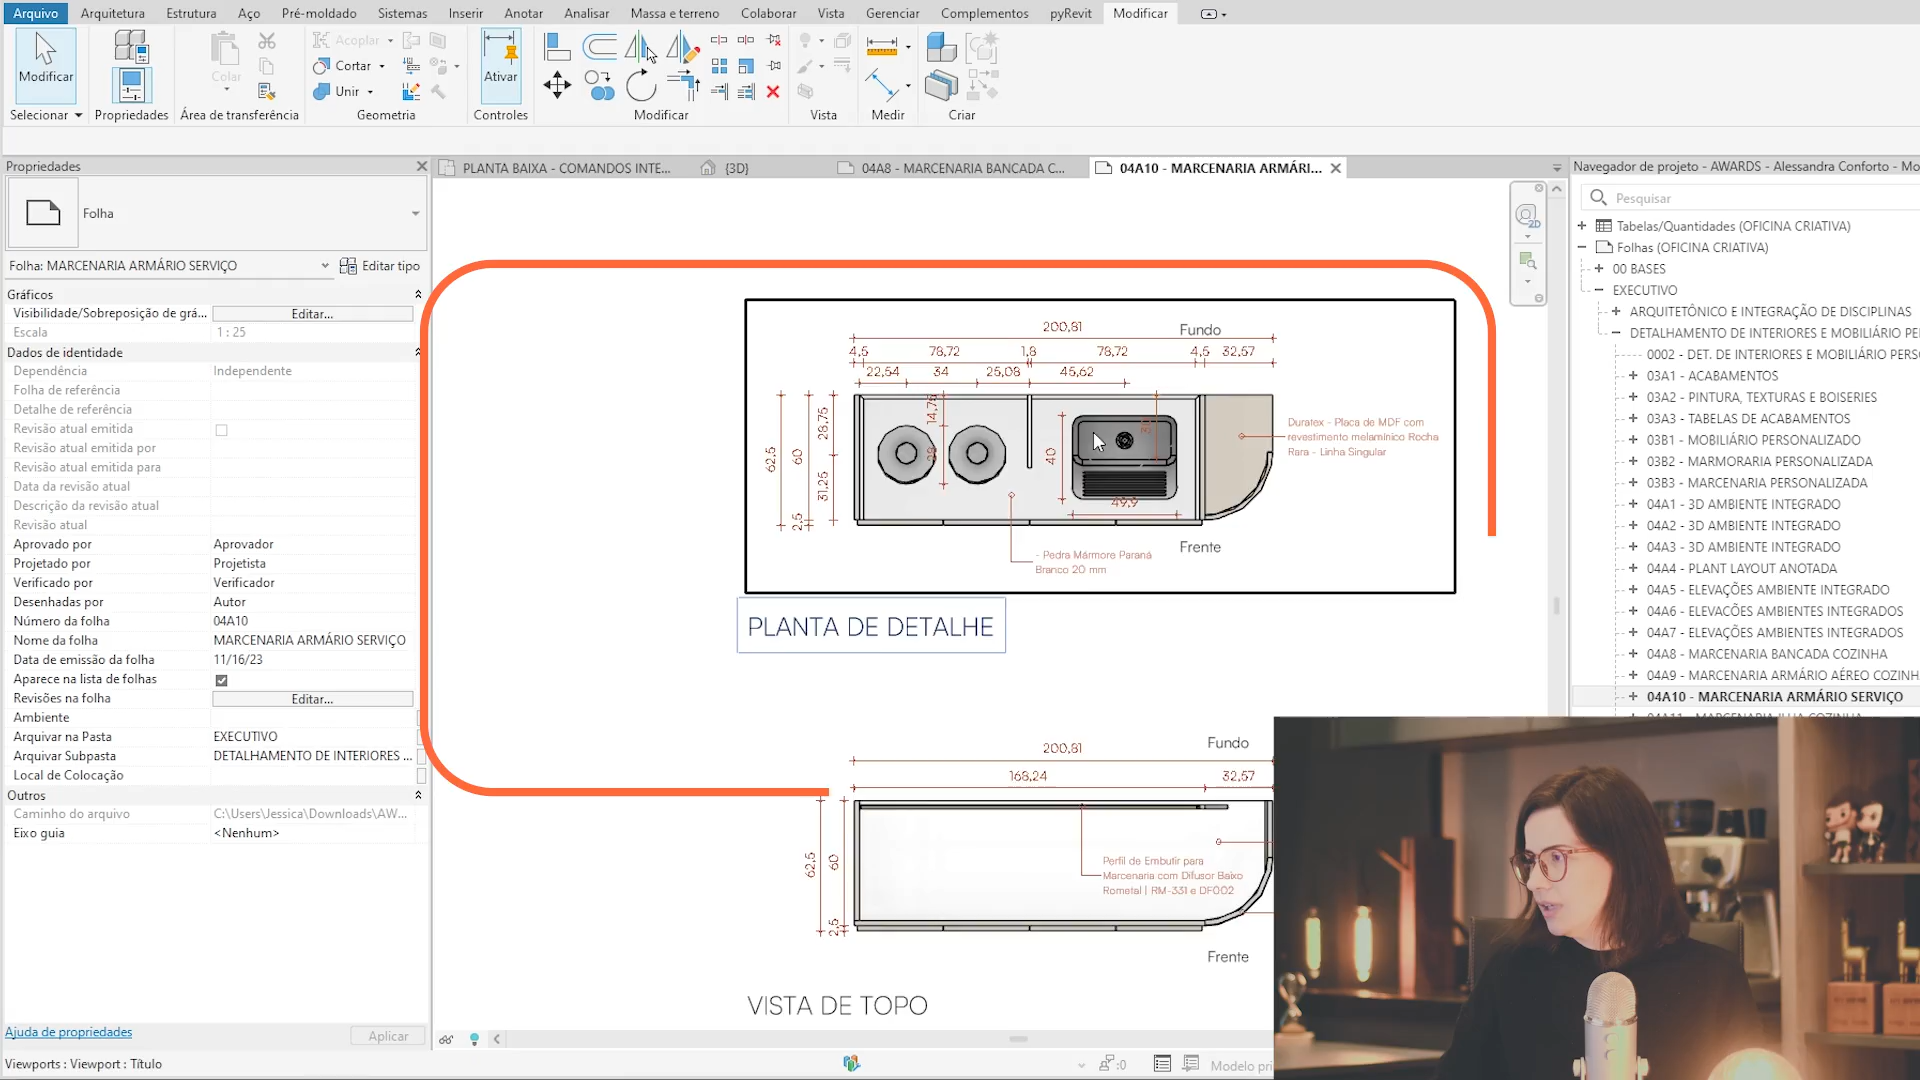 Arquivo
Arquitetura
Estrutura
Aço
Pré-moldado
Sistemas
Inserir
Anotar
Analisar
Massa e terreno
Colaborar
Vista
Gerenciar
Complementos
pyRevit
Modificar
Modificar
Selecionar
Propriedades
Colar
Área de transferência
Acoplar
Cortar
Unir
Geometria
Ativar
Controles
Modificar
Vista
Medir
Criar
Propriedades
Folha
Folha: MARCENARIA ARMÁRIO SERVIÇO
Editar tipo
Gráficos
Visibilidade/Sobreposição de grá... Editar...
Escala 1 : 25
Dados de identidade
Dependência Independente
Folha de referência
Detalhe de referência
Revisão atual emitida
Revisão atual emitida por
Revisão atual emitida para
Data da revisão atual
Descrição da revisão atual
Revisão atual
Aprovado por Aprovador
Projetado por Projetista
Verificado por Verificador
Desenhadas por Autor
Número da folha 04A10
Nome da folha MARCENARIA ARMÁRIO SERVIÇO
Data de emissão da folha 11/16/23
Aparece na lista de folhas
Revisões na folha Editar...
Ambiente
Arquivar na Pasta EXECUTIVO
Arquivar Subpasta DETALHAMENTO DE INTERIORES ...
Local de Colocação
Outros
Caminho do arquivo C:\Users\Jessica\Downloads\AW...
Eixo guia <Nenhum>
Ajuda de propriedades
Aplicar
Viewports : Viewport : Título
PLANTA BAIXA - COMANDOS INTE...
{3D}
04A8 - MARCENARIA BANCADA C...
04A10 - MARCENARIA ARMÁRI...
200,81
Fundo
4,5 78,72 1,8 78,72 4,5 32,57
22,54 34 25,08 45,62
62,5
60
28,75
31,25
2,5
14,75
28
40
49,9
Duratex - Placa de MDF com
revestimento melamínico Rocha
Rara - Linha Singular
- Pedra Mármore Paraná
Branco 20 mm
Frente
PLANTA DE DETALHE
200,81
Fundo
168,24 32,57
62,5
60
2,5
Perfil de Embutir para
Marcenaria com Difusor Baixo
Rometal | RM-331 e DF002
Frente
VISTA DE TOPO
:0
Modelo pri
2D
Navegador de projeto - AWARDS - Alessandra Conforto - Mo
Pesquisar
Tabelas/Quantidades (OFICINA CRIATIVA)
Folhas (OFICINA CRIATIVA)
00 BASES
EXECUTIVO
ARQUITETÔNICO E INTEGRAÇÃO DE DISCIPLINAS
DETALHAMENTO DE INTERIORES E MOBILIÁRIO PE
0002 - DET. DE INTERIORES E MOBILIÁRIO PERS
03A1 - ACABAMENTOS
03A2 - PINTURA, TEXTURAS E BOISERIES
03A3 - TABELAS DE ACABAMENTOS
03B1 - MOBILIÁRIO PERSONALIZADO
03B2 - MARMORARIA PERSONALIZADA
03B3 - MARCENARIA PERSONALIZADA
04A1 - 3D AMBIENTE INTEGRADO
04A2 - 3D AMBIENTE INTEGRADO
04A3 - 3D AMBIENTE INTEGRADO
04A4 - PLANT LAYOUT ANOTADA
04A5 - ELEVAÇÕES AMBIENTE INTEGRADO
04A6 - ELEVACÕES AMBIENTES INTEGRADOS
04A7 - ELEVAÇÕES AMBIENTES INTEGRADOS
04A8 - MARCENARIA BANCADA COZINHA
04A9 - MARCENARIA ARMÁRIO AÉREO COZINH
04A10 - MARCENARIA ARMÁRIO SERVIÇO
04A11 - MARCENARIA ILHA COZINHA